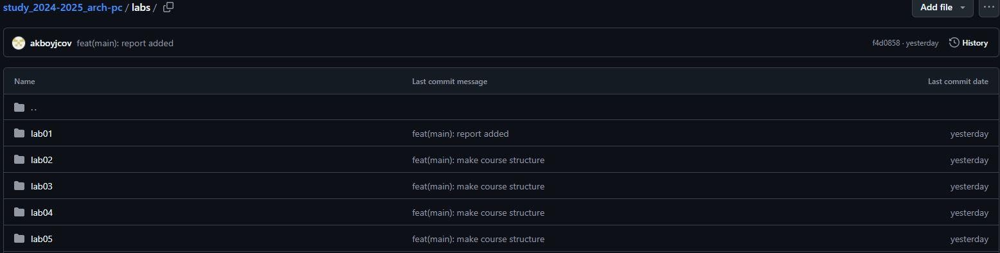 study_2024-2025_arch-pc / labs / Add file ...
akboyjcov feat(main): report added f4d0858 · yesterday History
Name Last commit message Last commit date
..
lab01 feat(main): report added yesterday
lab02 feat(main): make course structure yesterday
lab03 feat(main): make course structure yesterday
lab04 feat(main): make course structure yesterday
lab05 feat(main): make course structure yesterday